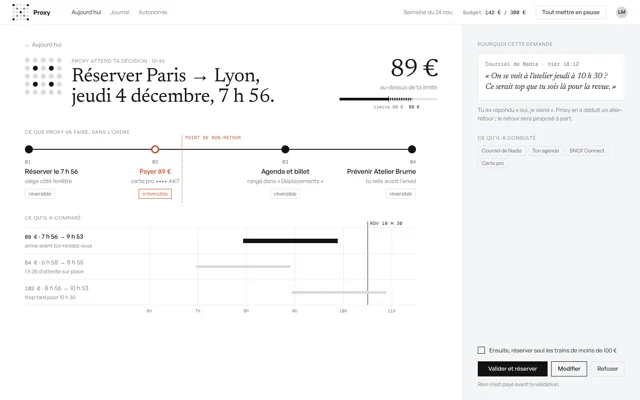 Proxy
Aujourd'hui Journal Autonomie
Semaine du 24 nov. Budget 142 € / 300 € Tout mettre en pause LM
← Aujourd'hui
PROXY ATTEND TA DÉCISION · 10:40
Réserver Paris → Lyon,
jeudi 4 décembre, 7 h 56.
89 €
au-dessus de ta limite
limite 60 € 89 €
CE QUE PROXY VA FAIRE, DANS L'ORDRE
POINT DE NON-RETOUR
01 02 03 04
Réserver le 7 h 56 Payer 89 € Agenda et billet Prévenir Atelier Brume
siège côté fenêtre carte pro •••• 4417 rangé dans « Déplacements » tu relis avant l'envoi
réversible irréversible réversible réversible
CE QU'IL A COMPARÉ
RDV 10 H 30
89 € · 7 h 56 → 9 h 53
arrive avant ton rendez-vous
64 € · 6 h 58 → 8 h 55
1 h 35 d'attente sur place
102 € · 8 h 56 → 10 h 53
trop tard pour 10 h 30
6h 7h 8h 9h 10h 11h
POURQUOI CETTE DEMANDE
Courriel de Nadia · hier 18:12
« On se voit à l'atelier jeudi à 10 h 30 ?
Ce serait top que tu sois là pour la revue. »
Tu as répondu « oui, je viens ». Proxy en a déduit un aller-
retour ; le retour sera proposé à part.
CE QU'IL A CONSULTÉ
Courriel de Nadia Ton agenda SNCF Connect
Carte pro
Ensuite, réserver seul les trains de moins de 100 €.
Valider et réserver Modifier Refuser
Rien n'est payé avant ta validation.